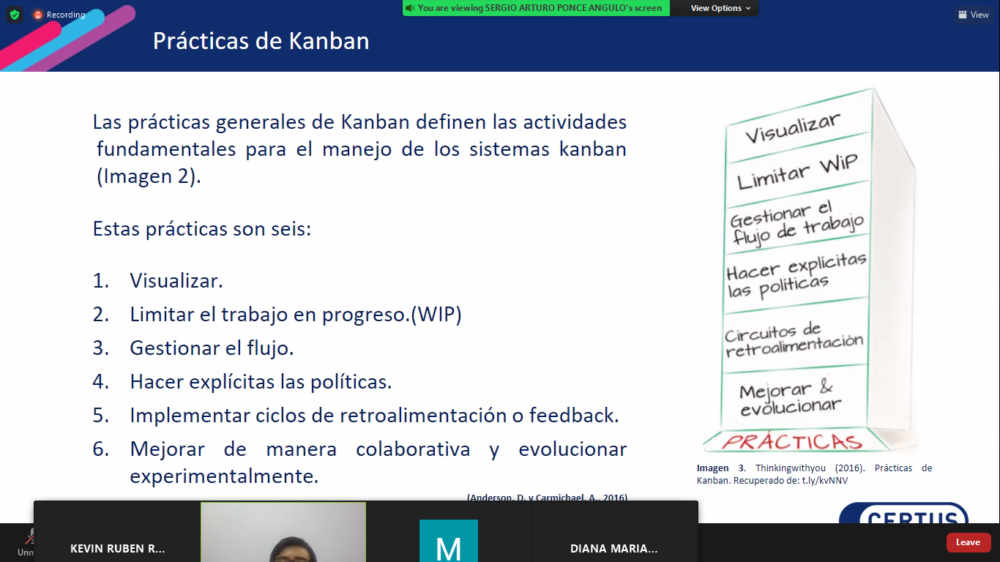 Recording
You are viewing SERGIO ARTURO PONCE ANGULO's screen
View Options
View
Prácticas de Kanban
Las prácticas generales de Kanban definen las actividades
fundamentales para el manejo de los sistemas kanban
(Imagen 2).
Estas prácticas son seis:
1. Visualizar.
2. Limitar el trabajo en progreso.(WIP)
3. Gestionar el flujo.
4. Hacer explícitas las políticas.
5. Implementar ciclos de retroalimentación o feedback.
6. Mejorar de manera colaborativa y evolucionar
experimentalmente.
(Anderson, D. y Carmichael, A., 2016)
Visualizar
Limitar WiP
Gestionar el
flujo de trabajo
Hacer explícitas
las políticas
Circuitos de
retroalimentación
Mejorar &
evolucionar
PRÁCTICAS
Imagen 3. Thinkingwithyou (2016). Prácticas de
Kanban. Recuperado de: t.ly/kvNNV
CERTUS
KEVIN RUBEN R...
M
DIANA MARIA...
Leave